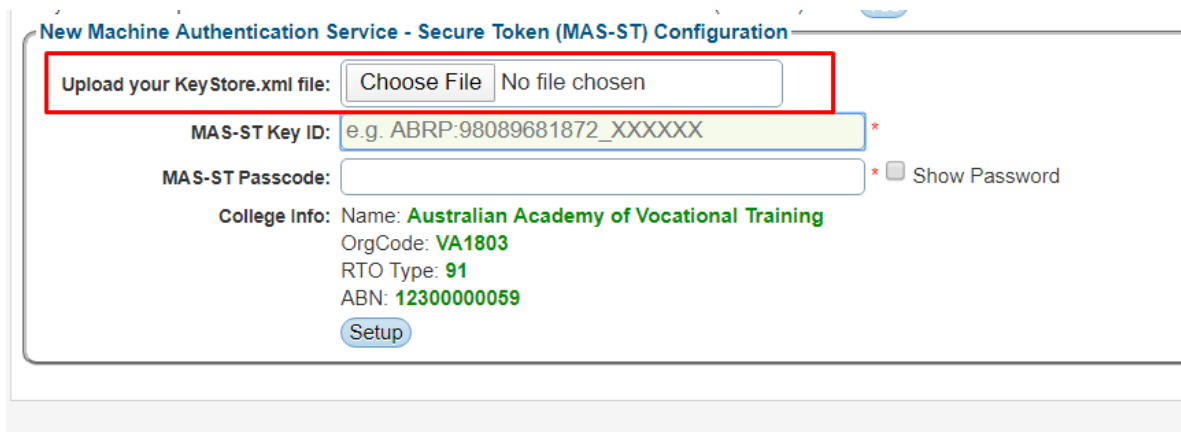 New Machine Authentication Service - Secure Token (MAS-ST) Configuration
Upload your KeyStore.xml file: Choose File No file chosen
MAS-ST Key ID: e.g. ABRP:98089681872_XXXXXX *
MAS-ST Passcode: * Show Password
College Info: Name: Australian Academy of Vocational Training
OrgCode: VA1803
RTO Type: 91
ABN: 12300000059
Setup